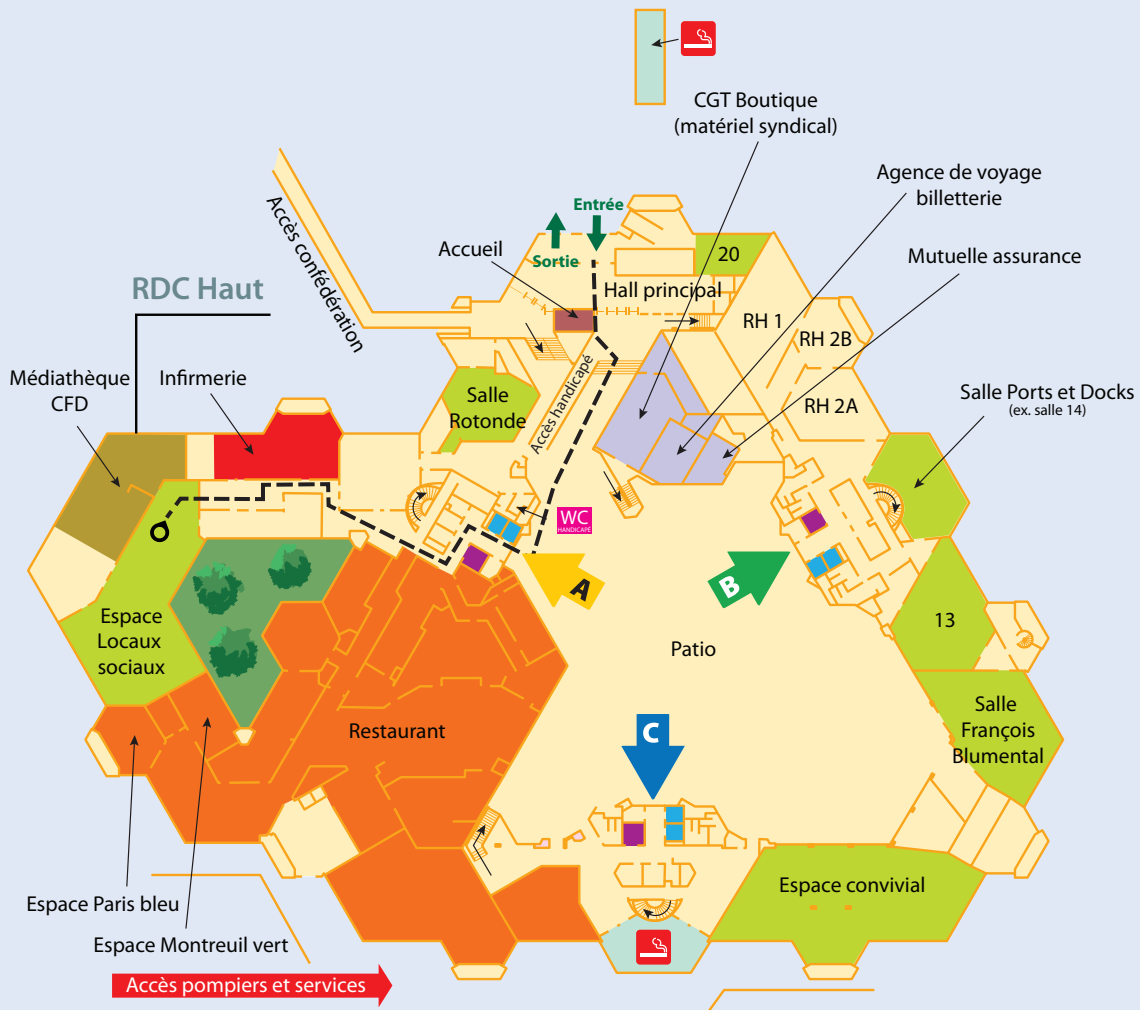 CGT Boutique
(matériel syndical)
Agence de voyage
billetterie
Mutuelle assurance
Accès confédération
Entrée
Sortie
Accueil
Hall principal
20
RDC Haut
RH 1
RH 2B
RH 2A
Médiathèque
CFD
Infirmerie
Salle
Rotonde
Accès handicapé
Salle Ports et Docks
(ex. salle 14)
WC
HANDICAPÉ
A
B
Espace
Locaux
sociaux
13
Patio
Restaurant
C
Salle
François
Blumental
Espace convivial
Espace Paris bleu
Espace Montreuil vert
Accès pompiers et services